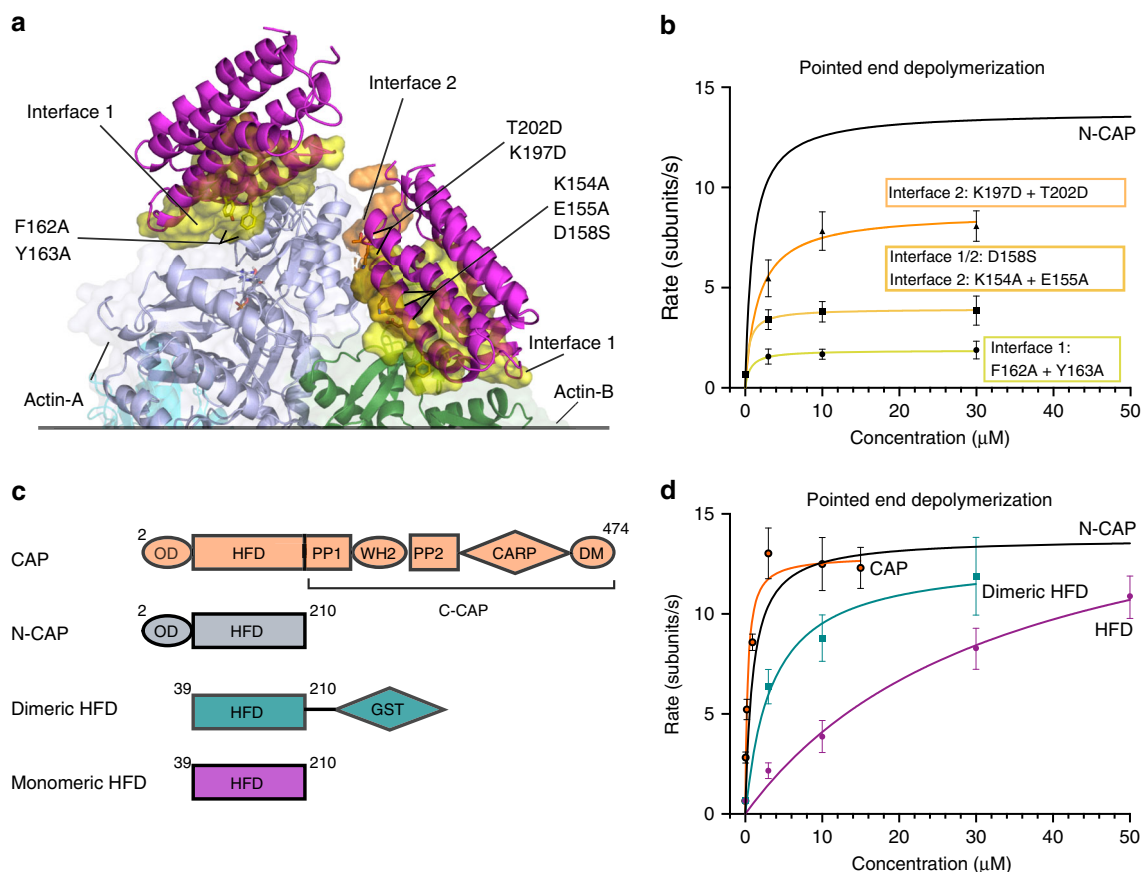 a
Interface 1
Interface 2
T202D
K197D
K154A
E155A
D158S
F162A
Y163A
Interface 1
Actin-A
Actin-B
b
Pointed end depolymerization
15
10
5
0
Rate (subunits/s)
N-CAP
Interface 2: K197D + T202D
Interface 1/2: D158S
Interface 2: K154A + E155A
Interface 1:
F162A + Y163A
0 10 20 30 40 50
Concentration (μM)
c
CAP
2
474
OD HFD PP1 WH2 PP2 CARP DM
C-CAP
N-CAP
2
210
OD HFD
Dimeric HFD
39
210
HFD GST
Monomeric HFD
39
210
HFD
d
Pointed end depolymerization
15
10
5
0
Rate (subunits/s)
N-CAP
CAP
Dimeric HFD
HFD
0 10 20 30 40 50
Concentration (μM)